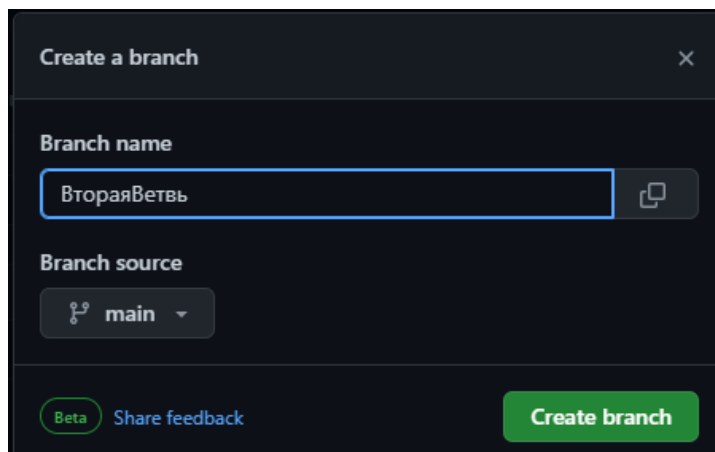 Create a branch
Branch name
ВтораяВетвь
Branch source
main
Beta Share feedback
Create branch